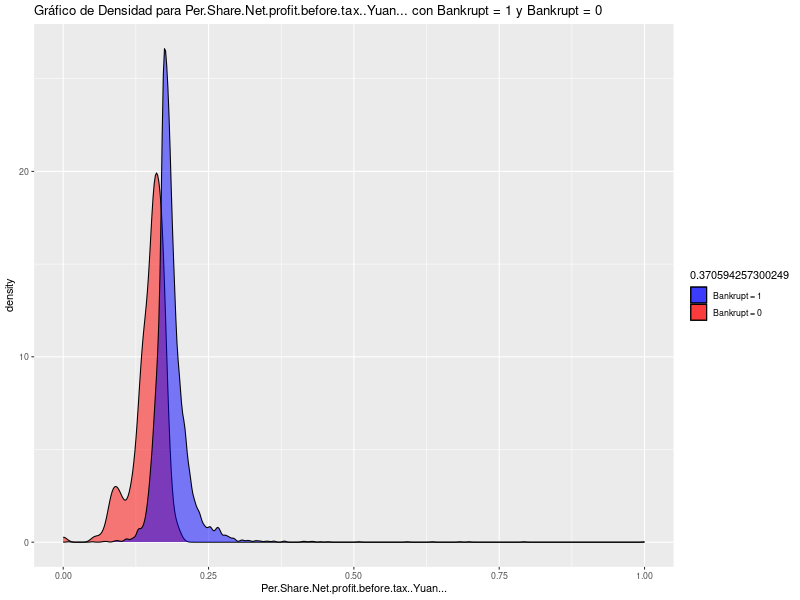 Gráfico de Densidad para Per.Share.Net.profit.before.tax..Yuan... con Bankrupt = 1 y Bankrupt = 0
density
20
10
0
0.00
0.25
0.50
0.75
1.00
Per.Share.Net.profit.before.tax..Yuan...
0.370594257300249
Bankrupt = 1
Bankrupt = 0